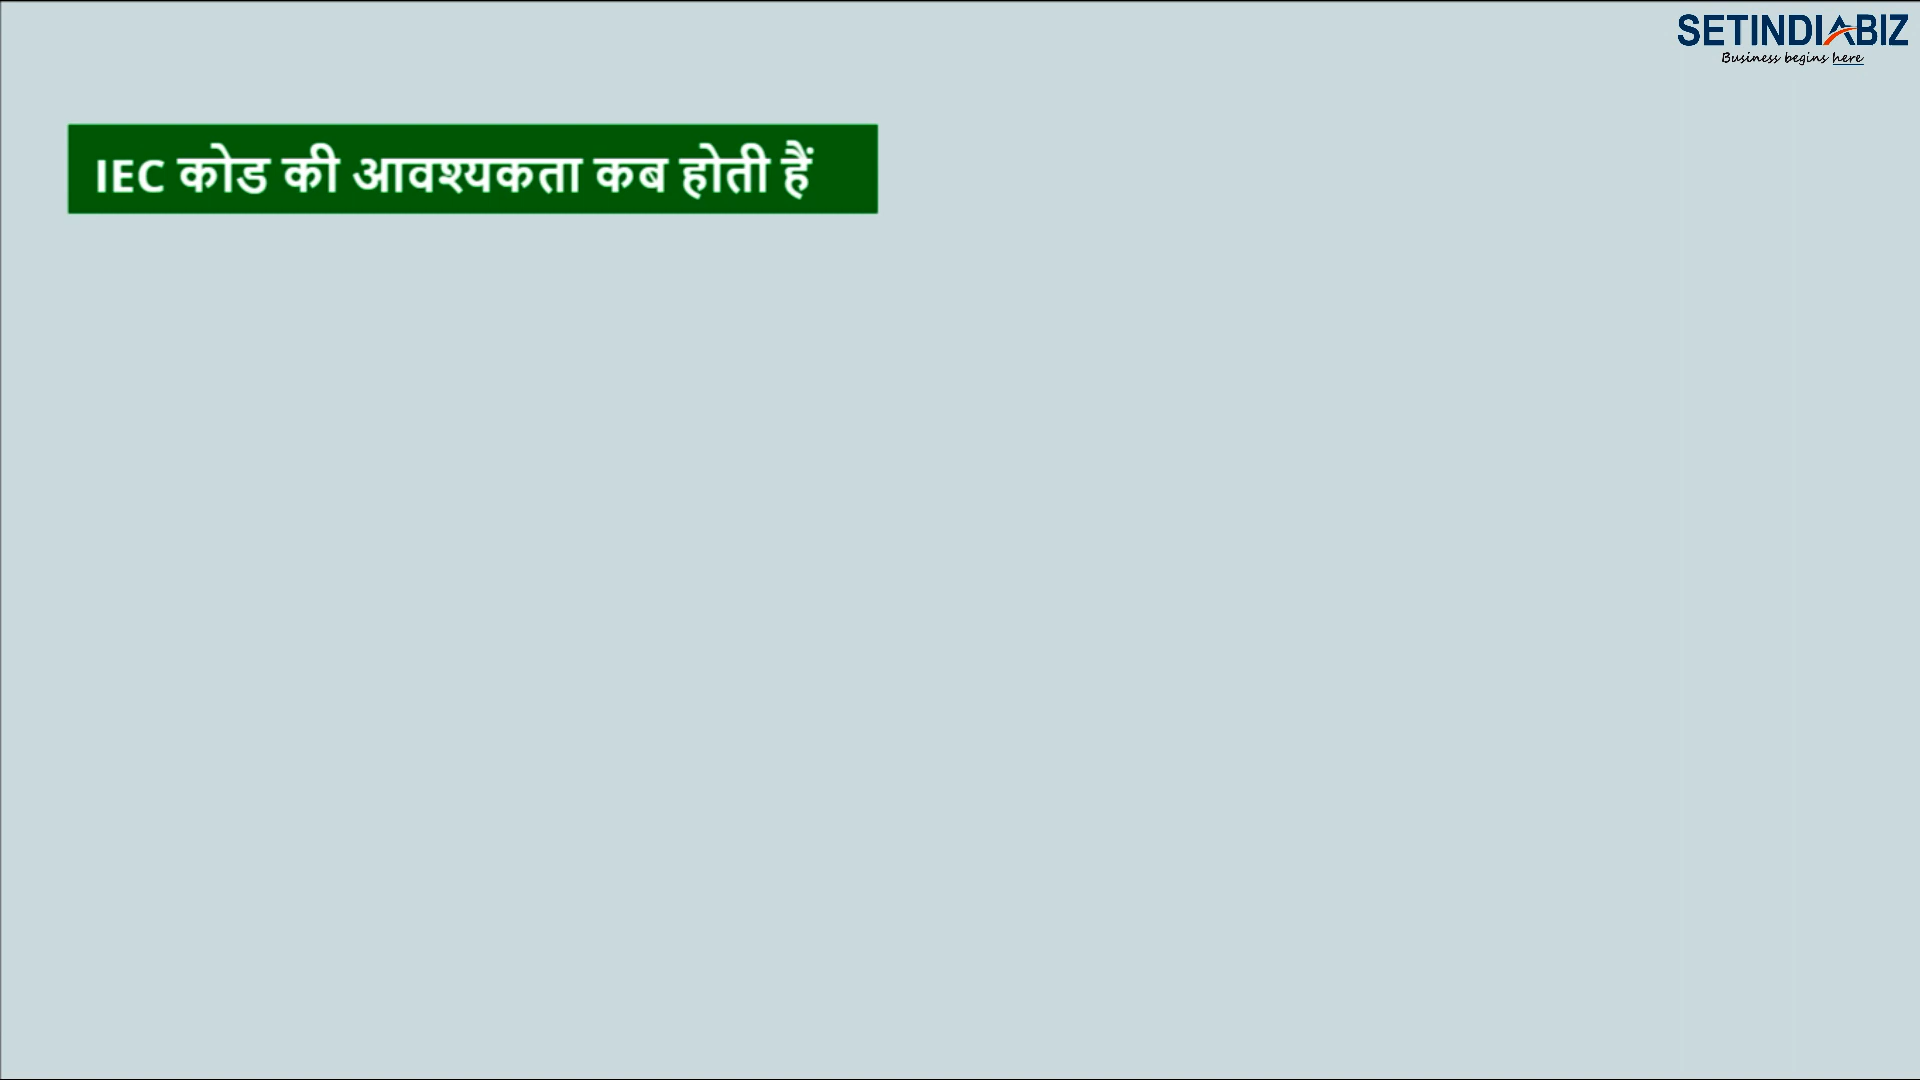 SETINDIABIZ
Business begins here
IEC कोड की आवश्यकता कब होती हैं